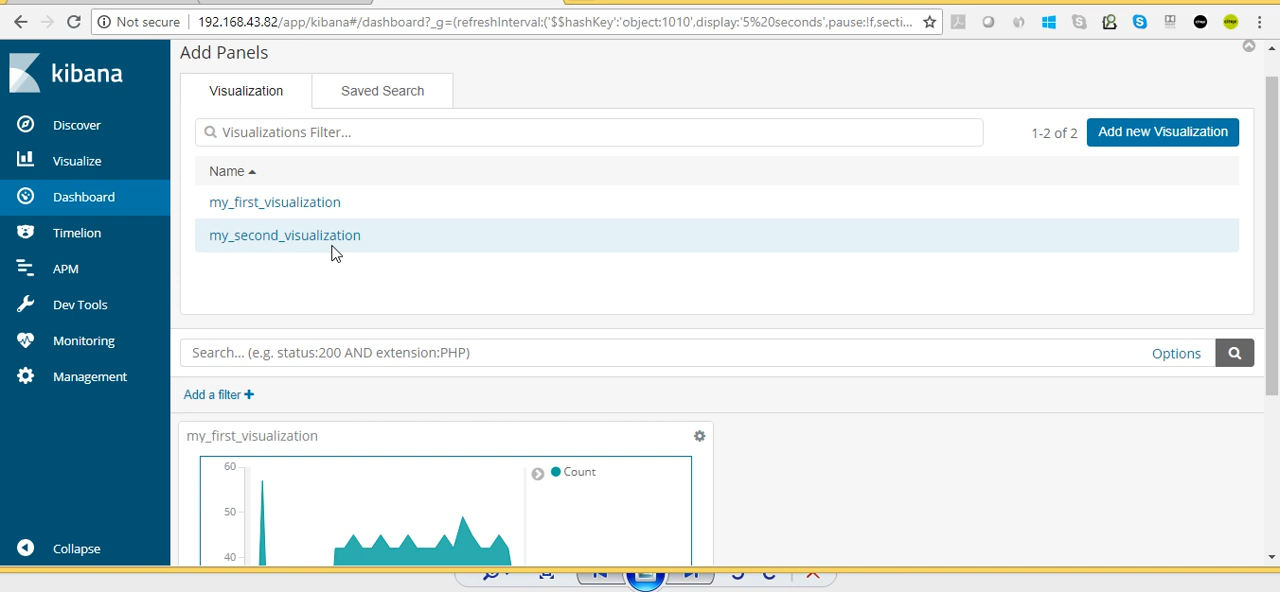 Not secure 192.168.43.82/app/kibana#/dashboard?_g=(refreshInterval:('$$hashKey':'object:1010',display:'5%20seconds',pause:!f,secti...
kibana
Discover
Visualize
Dashboard
Timelion
APM
Dev Tools
Monitoring
Management
Collapse
Add Panels
Visualization Saved Search
Visualizations Filter... 1-2 of 2 Add new Visualization
Name
my_first_visualization
my_second_visualization
Search... (e.g. status:200 AND extension:PHP) Options
Add a filter +
my_first_visualization
60
50
40
Count